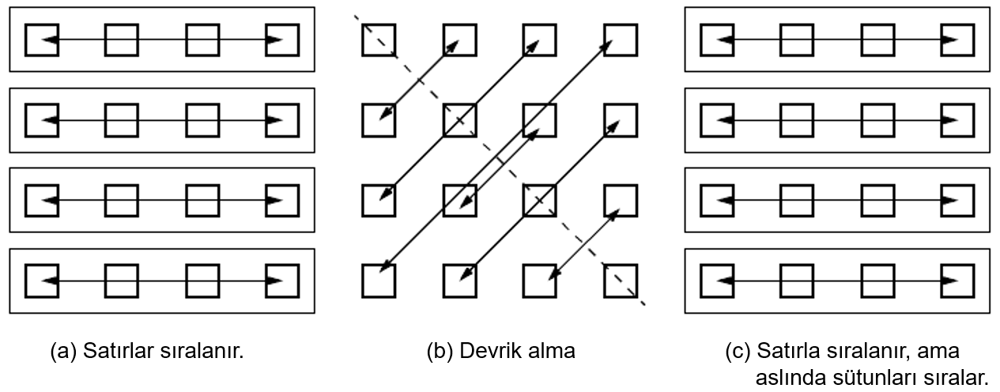 (a) Satırlar sıralanır.
(b) Devrik alma
(c) Satırla sıralanır, ama
aslında sütunları sıralar.